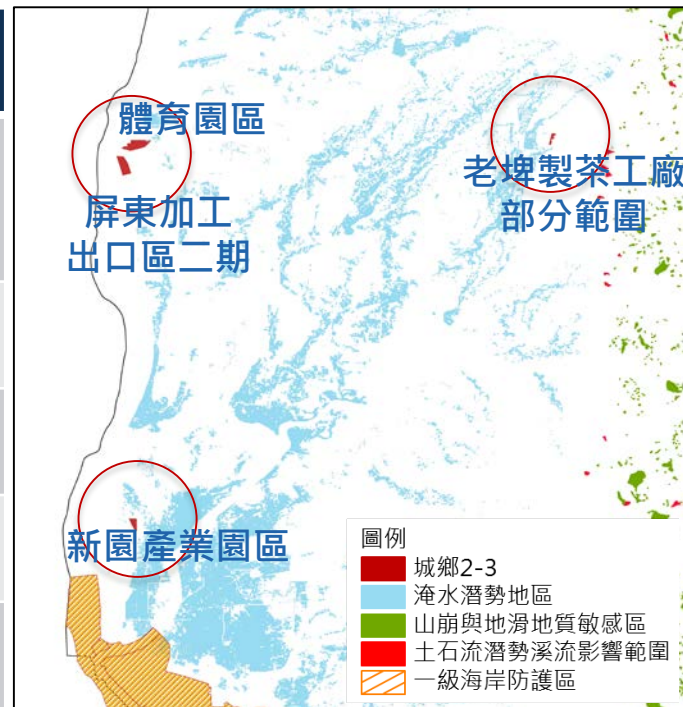 體育園區
屏東加工
出口區二期
老埤製茶工廠
部分範圍
新園產業園區
圖例
城鄉2-3
淹水潛勢地區
山崩與地滑地質敏感區
土石流潛勢溪流影響範圍
一級海岸防護區